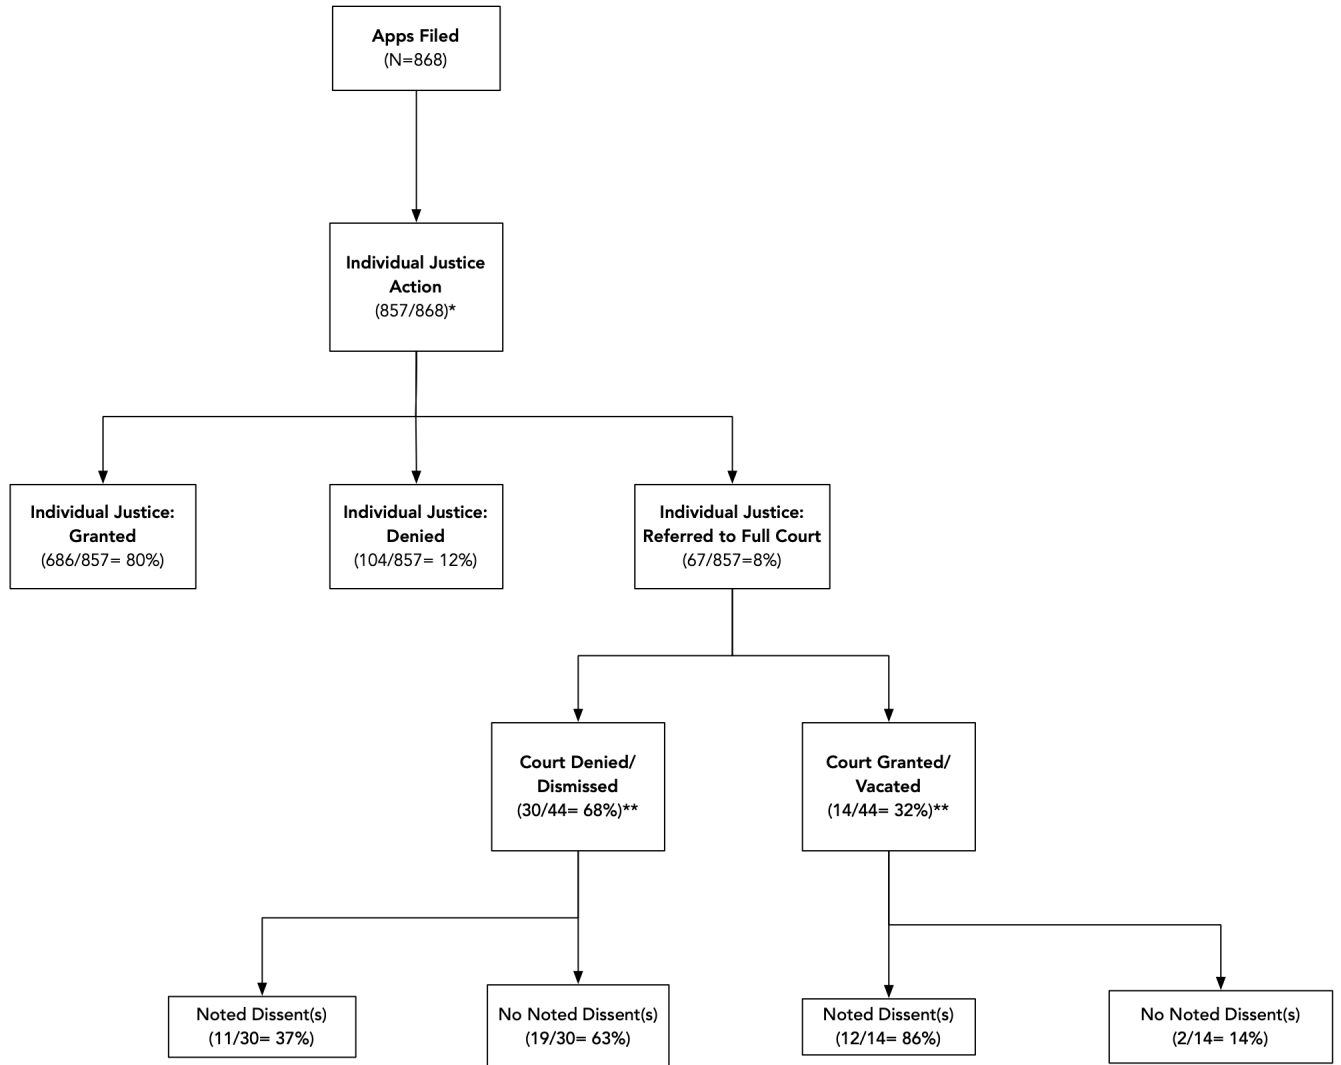 Apps Filed
(N=868)
Individual Justice
Action
(857/868)*
Individual Justice:
Granted
(686/857= 80%)
Individual Justice:
Denied
(104/857= 12%)
Individual Justice:
Referred to Full Court
(67/857=8%)
Court Denied/
Dismissed
(30/44= 68%)**
Court Granted/
Vacated
(14/44= 32%)**
Noted Dissent(s)
(11/30= 37%)
No Noted Dissent(s)
(19/30= 63%)
Noted Dissent(s)
(12/14= 86%)
No Noted Dissent(s)
(2/14= 14%)